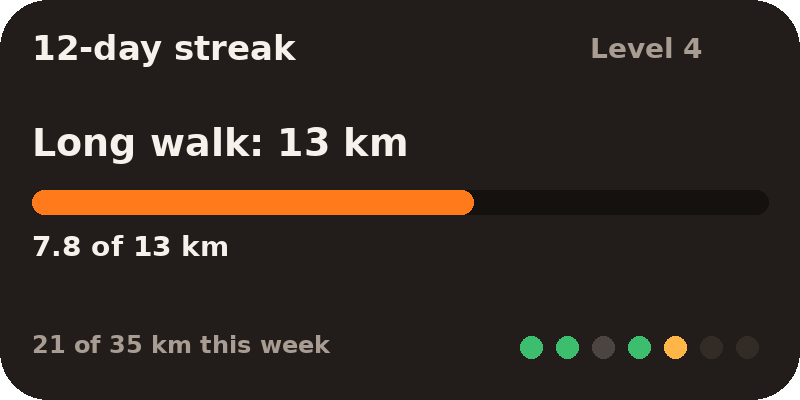 12-day streak
Level 4
Long walk: 13 km
7.8 of 13 km
21 of 35 km this week